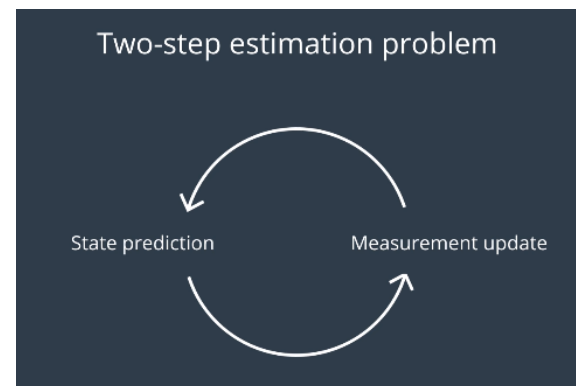 Two-step estimation problem
State prediction
Measurement update